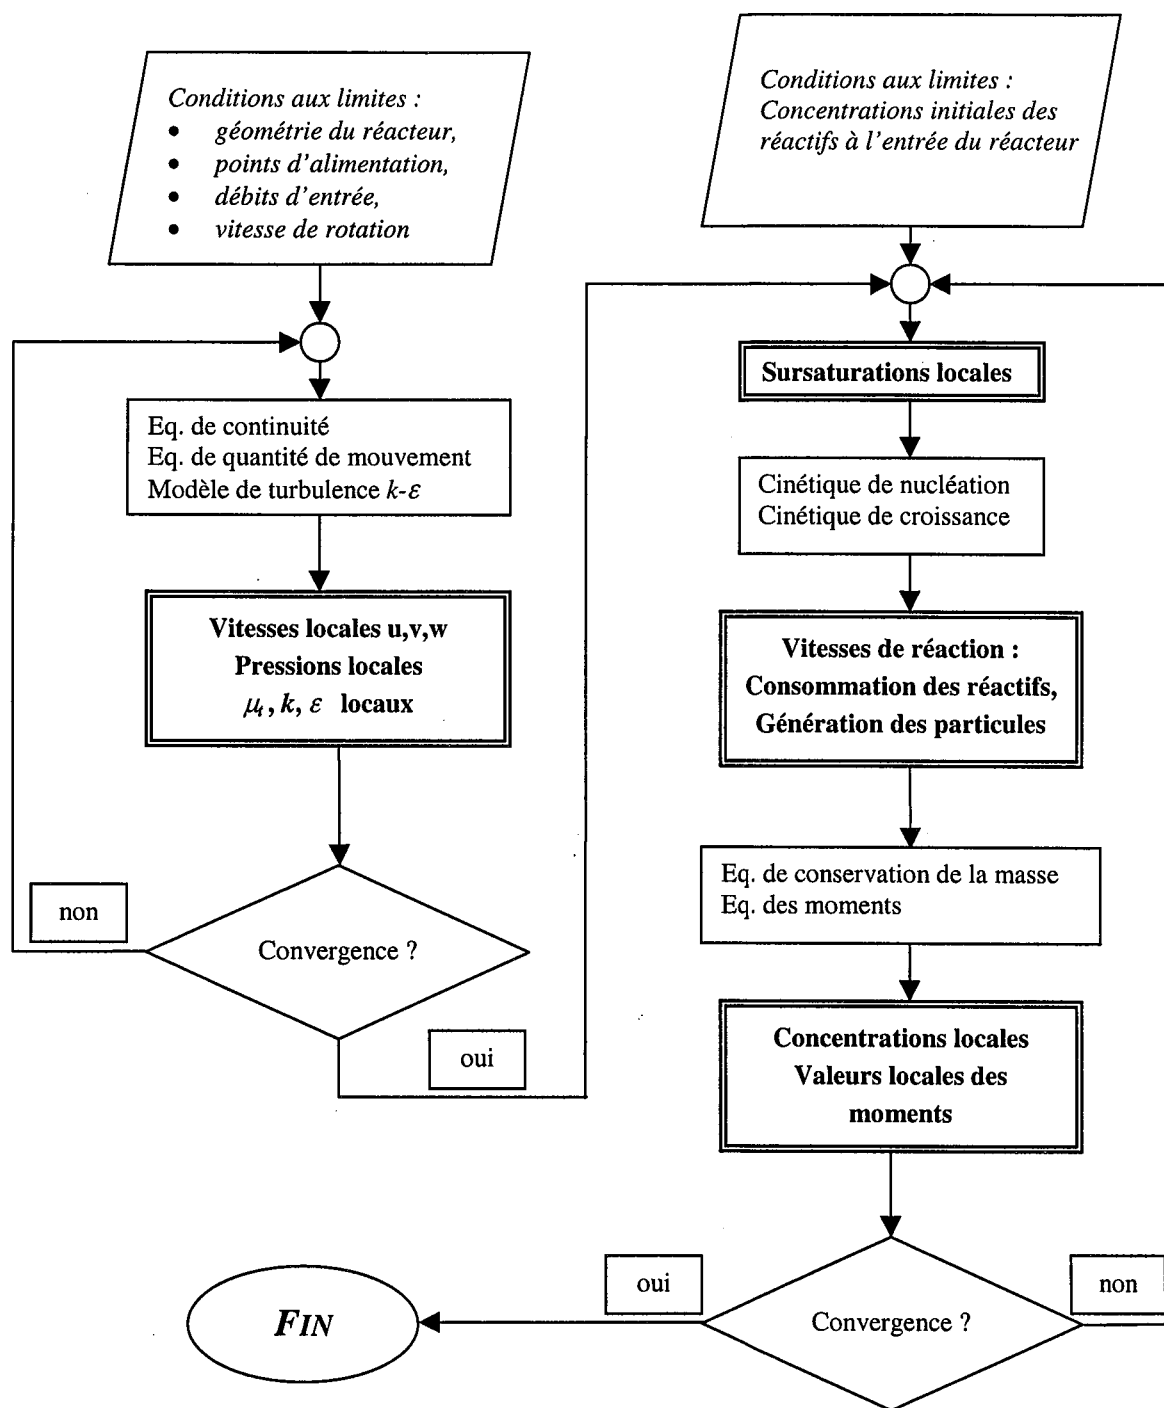 Conditions aux limites :
• géométrie du réacteur,
• points d'alimentation,
• débits d'entrée,
• vitesse de rotation
Eq. de continuité
Eq. de quantité de mouvement
Modèle de turbulence k-ε
Vitesses locales u,v,w
Pressions locales
μt, k, ε locaux
Convergence ?
non
oui
Conditions aux limites :
Concentrations initiales des
réactifs à l'entrée du réacteur
Sursaturations locales
Cinétique de nucléation
Cinétique de croissance
Vitesses de réaction :
Consommation des réactifs,
Génération des particules
Eq. de conservation de la masse
Eq. des moments
Concentrations locales
Valeurs locales des
moments
Convergence ?
oui
non
FIN